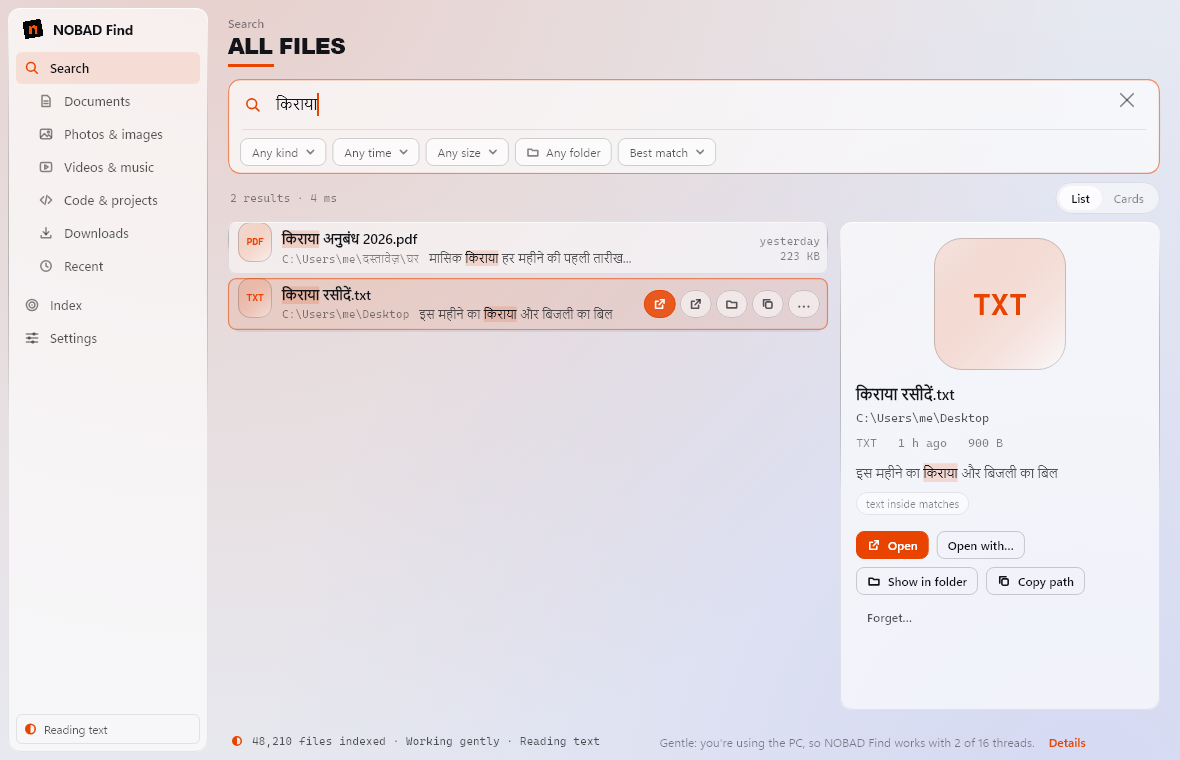 NOBAD Find
Search
Documents
Photos & images
Videos & music
Code & projects
Downloads
Recent
Index
Settings
Reading text
Search
ALL FILES
किराया
Any kind
Any time
Any size
Any folder
Best match
2 results · 4 ms
List
Cards
PDF
किराया अनुबंध 2026.pdf
yesterday
C:\Users\me\दस्तावेज़\घर मासिक किराया हर महीने की पहली तारीख़…
223 KB
TXT
किराया रसीदें.txt
C:\Users\me\Desktop इस महीने का किराया और बिजली का बिल
TXT
किराया रसीदें.txt
C:\Users\me\Desktop
TXT 1 h ago 900 B
इस महीने का किराया और बिजली का बिल
text inside matches
Open
Open with...
Show in folder
Copy path
Forget...
48,210 files indexed · Working gently · Reading text
Gentle: you're using the PC, so NOBAD Find works with 2 of 16 threads.
Details